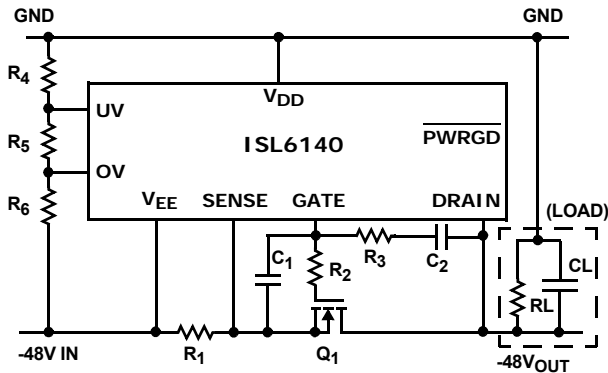 GND GND
R4
VDD
UV
R5
ISL6140
PWRGD
OV
R6
VEE SENSE GATE DRAIN
(LOAD)
C1
R2
R3
C2
CL
RL
-48V IN
R1
Q1
-48VOUT